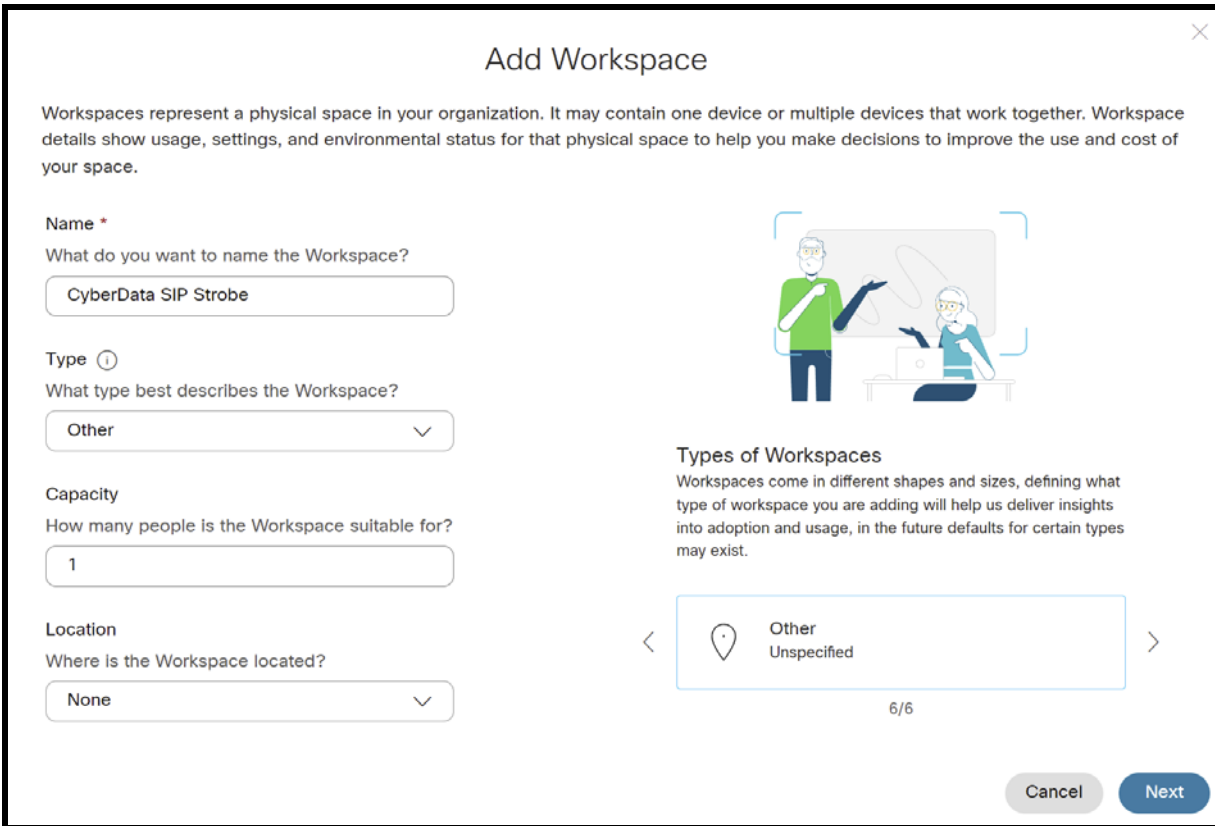 Add Workspace
Workspaces represent a physical space in your organization. It may contain one device or multiple devices that work together. Workspace
details show usage, settings, and environmental status for that physical space to help you make decisions to improve the use and cost of
your space.
Name *
What do you want to name the Workspace?
CyberData SIP Strobe
Type
What type best describes the Workspace?
Other
Capacity
How many people is the Workspace suitable for?
1
Location
Where is the Workspace located?
None
Types of Workspaces
Workspaces come in different shapes and sizes, defining what
type of workspace you are adding will help us deliver insights
into adoption and usage, in the future defaults for certain types
may exist.
Other
Unspecified
6/6
Cancel
Next